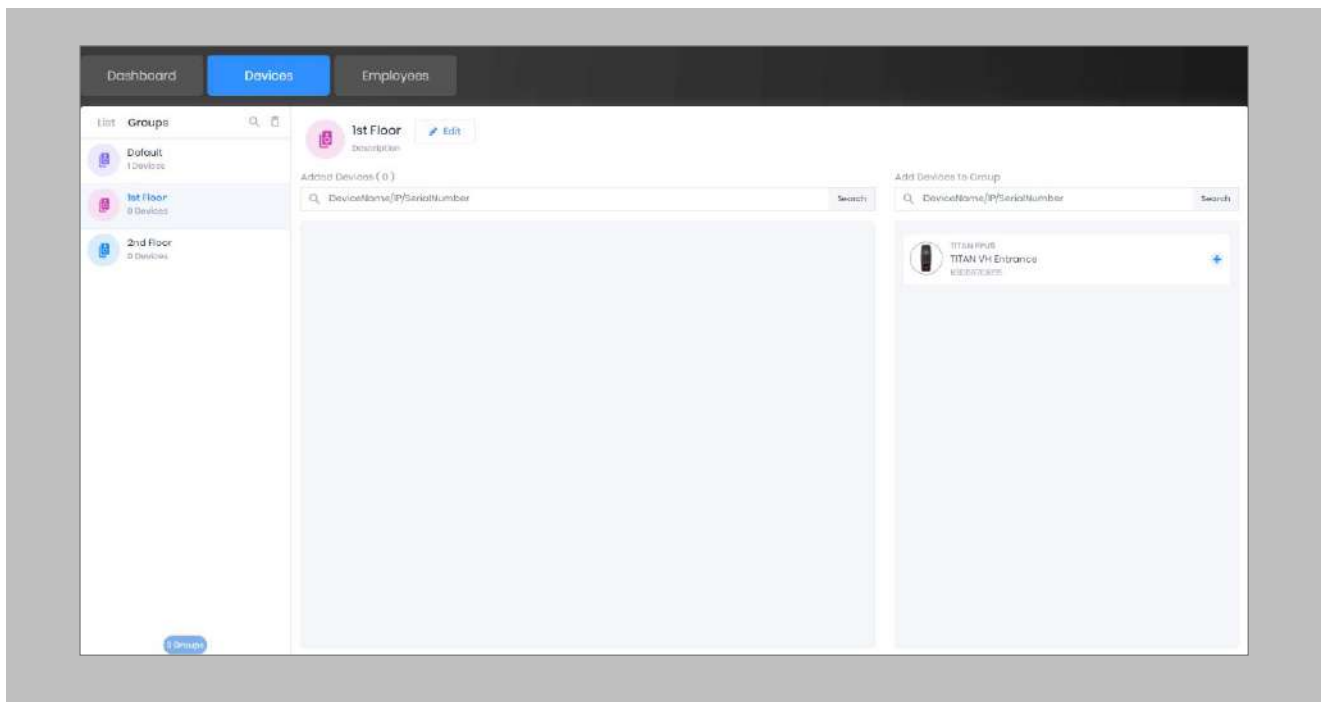 Dashboard
Devices
Employees
List Groups
Default
1 Devices
1st Floor
0 Devices
2nd Floor
0 Devices
1st Floor
Edit
Description
Added Devices ( 0 )
DeviceName/IP/SerialNumber
Search
Add Devices to Group
DeviceName/IP/SerialNumber
Search
TITAN VH Entrance
Groups